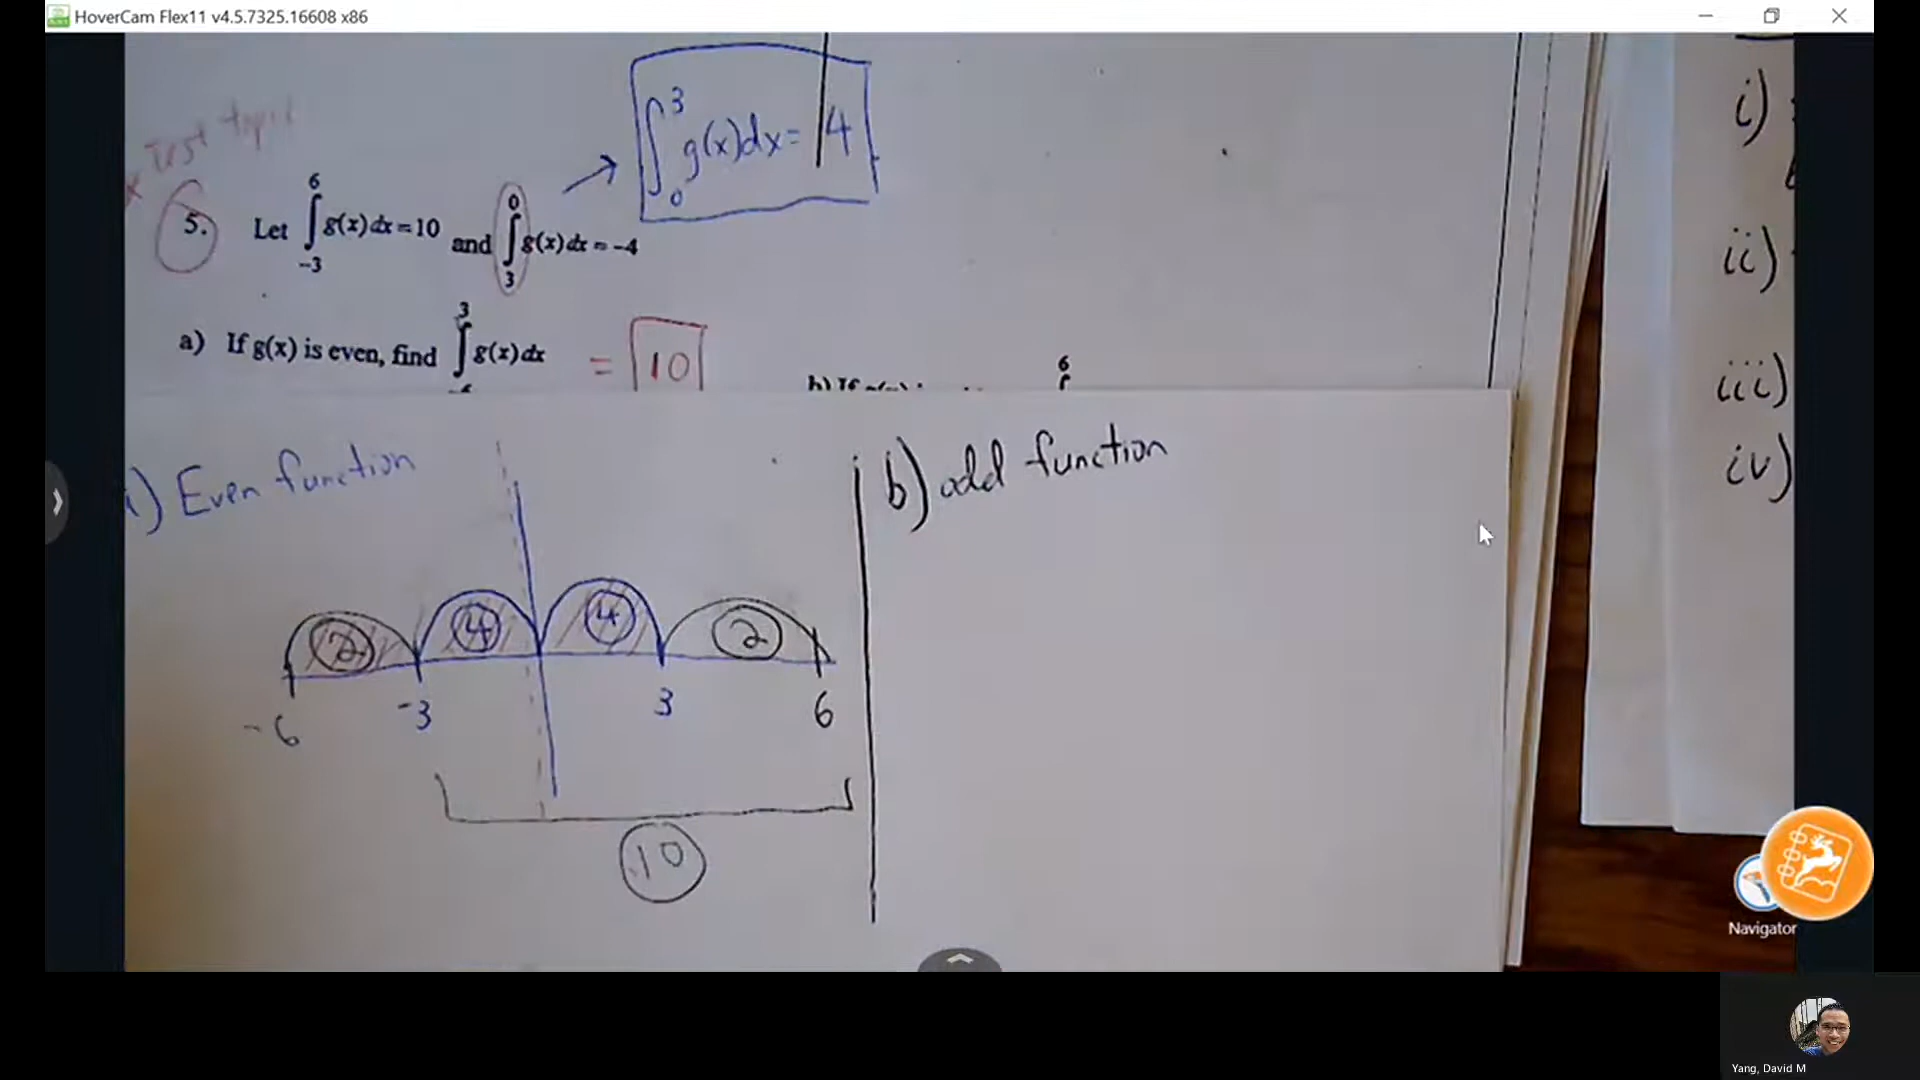 HoverCam Flex11 v4.5.7325.16608 x86
∫₀³ g(x)dx = 4
* Test topic
5. Let ∫₋₃⁶ g(x) dx = 10 and ∫₃⁰ g(x) dx = -4
a) If g(x) is even, find ∫₋₆³ g(x) dx = 10
6
Even function
b) odd function
2 4 4 2
-6 -3 3 6
10
i)
ii)
iii)
iv)
Navigator
Yang, David M